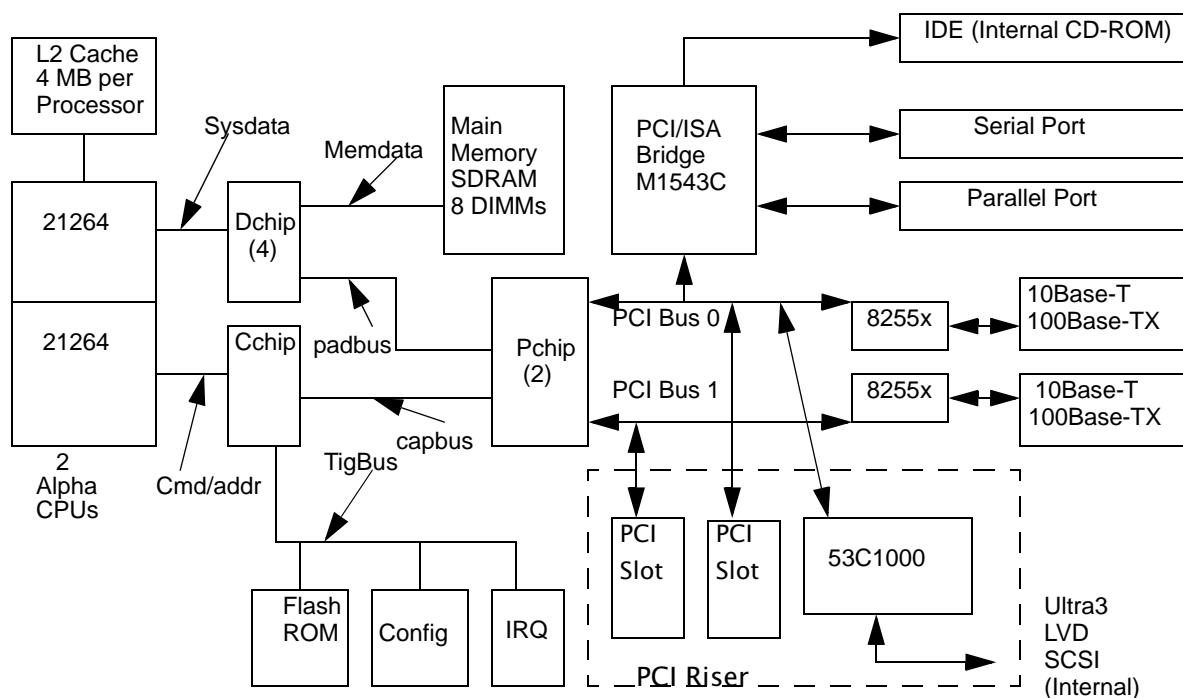 L2 Cache
4 MB per
Processor
IDE (Internal CD-ROM)
Sysdata
Memdata
Main
Memory
SDRAM
8 DIMMs
PCI/ISA
Bridge
M1543C
Serial Port
Parallel Port
21264
Dchip
(4)
21264
Cchip
padbus
Pchip
(2)
PCI Bus 0
8255x
10Base-T
100Base-TX
PCI Bus 1
8255x
10Base-T
100Base-TX
capbus
TigBus
2
Alpha
CPUs
Cmd/addr
PCI
Slot
PCI
Slot
53C1000
Flash
ROM
Config
IRQ
PCI Riser
Ultra3
LVD
SCSI
(Internal)